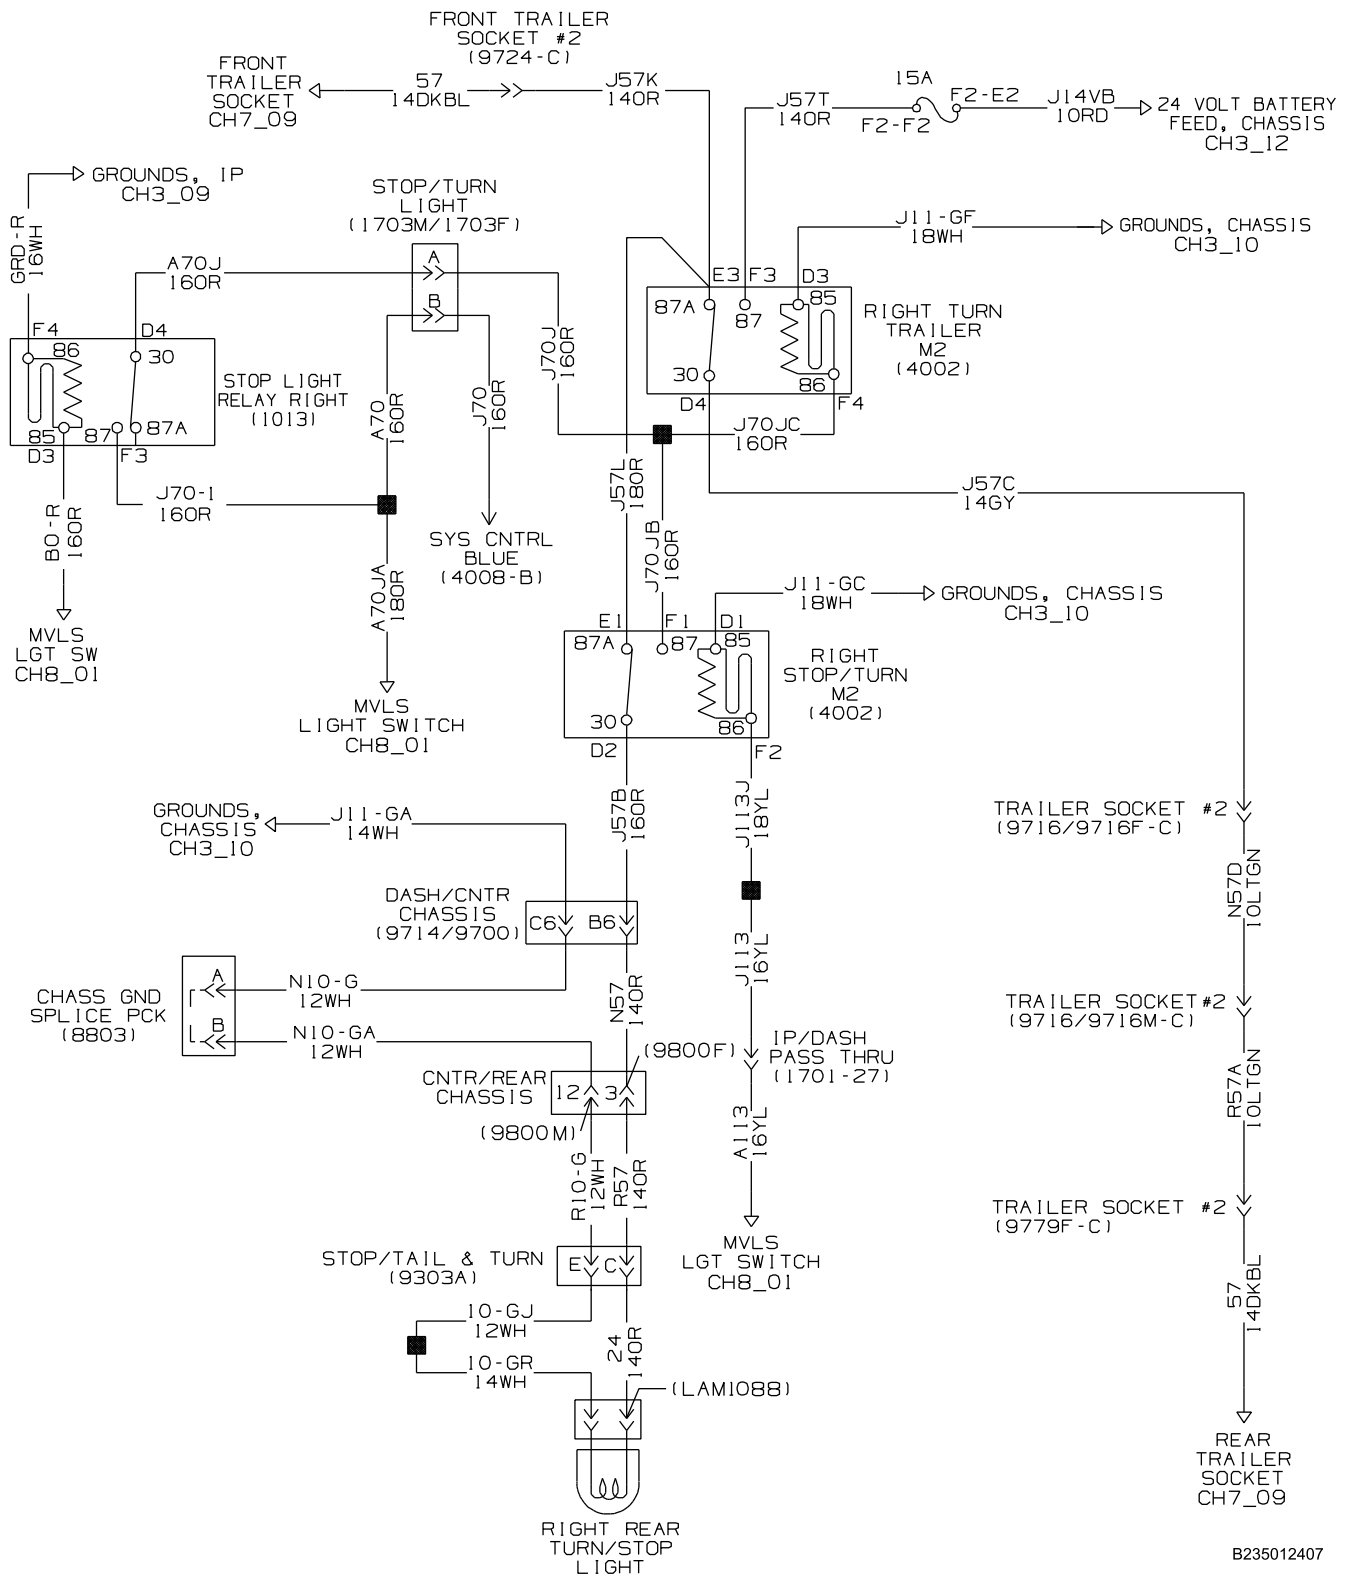 FRONT TRAILER
SOCKET #2
(9724-C)
FRONT
TRAILER
SOCKET
CH7_09
57
14DKBL
J57K
14OR
J57T
14OR
15A
F2-F2
F2-E2
J14VB
10RD
24 VOLT BATTERY
FEED, CHASSIS
CH3_12
GROUNDS, IP
CH3_09
GRD-R
16WH
STOP/TURN
LIGHT
(1703M/1703F)
A
B
A70J
16OR
J11-GF
18WH
GROUNDS, CHASSIS
CH3_10
E3
F3
D3
87A
87
85
30
86
D4
F4
RIGHT TURN
TRAILER
M2
(4002)
F4
D4
86
30
85
87
87A
D3
F3
STOP LIGHT
RELAY RIGHT
(1013)
J70J
16OR
A70
16OR
J70
16OR
J70JC
16OR
J57L
18OR
J57C
14GY
J70-1
16OR
BO-R
16OR
SYS CNTRL
BLUE
(4008-B)
J70JB
16OR
A70JA
18OR
MVLS
LGT SW
CH8_01
MVLS
LIGHT SWITCH
CH8_01
J11-GC
18WH
GROUNDS, CHASSIS
CH3_10
E1
F1
D1
87A
87
85
30
86
D2
F2
RIGHT
STOP/TURN
M2
(4002)
GROUNDS,
CHASSIS
CH3_10
J11-GA
14WH
J57B
16OR
J113J
18YL
TRAILER SOCKET #2
(9716/9716F-C)
DASH/CNTR
CHASSIS
(9714/9700)
C6
B6
N57D
10LTGN
J113
16YL
CHASS GND
SPLICE PCK
(8803)
A
B
N10-G
12WH
N10-GA
12WH
N57
14OR
TRAILER SOCKET #2
(9716/9716M-C)
IP/DASH
PASS THRU
(1701-27)
(9800F)
CNTR/REAR
CHASSIS
12
3
(9800M)
R57A
10LTGN
A113
16YL
R10-G
12WH
R57
14OR
TRAILER SOCKET #2
(9779F-C)
STOP/TAIL & TURN
(9303A)
E
C
MVLS
LGT SWITCH
CH8_01
57
14DKBL
10-GJ
12WH
24
14OR
10-GR
14WH
(LAM1088)
REAR
TRAILER
SOCKET
CH7_09
RIGHT REAR
TURN/STOP
LIGHT
B235012407